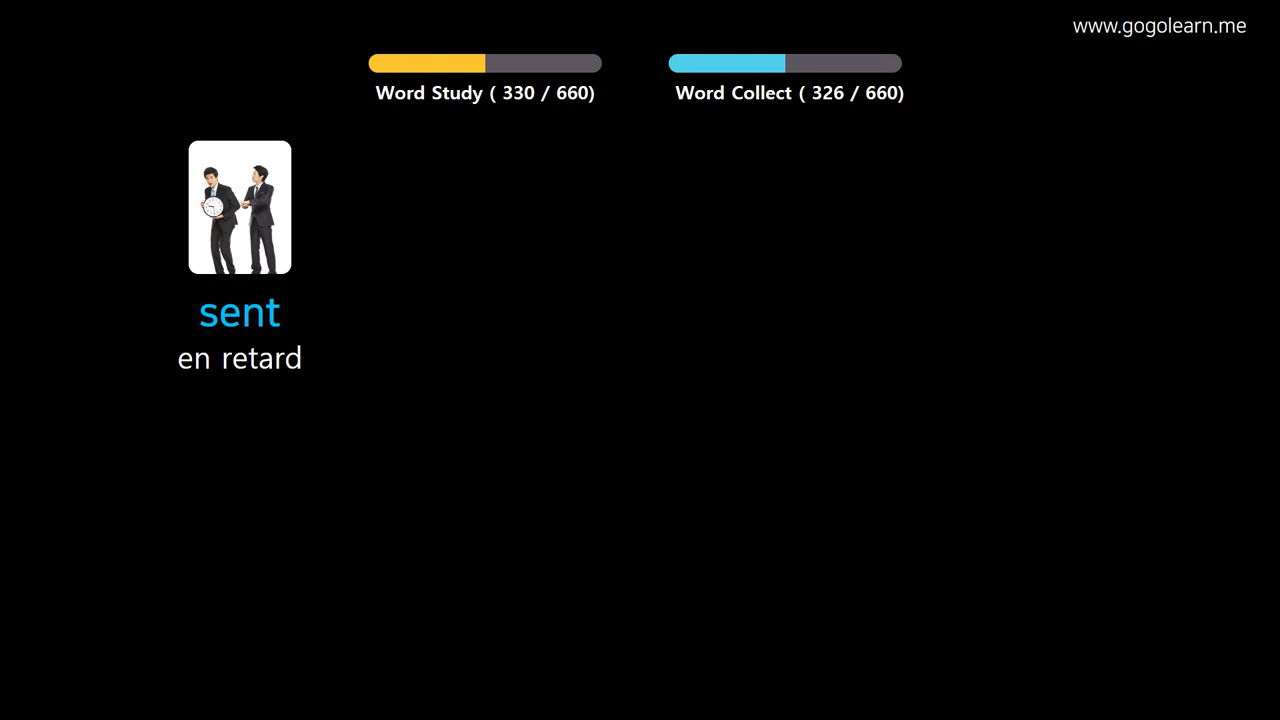 www.gogolearn.me
Word Study ( 330 / 660)
Word Collect ( 326 / 660)
sent
en retard